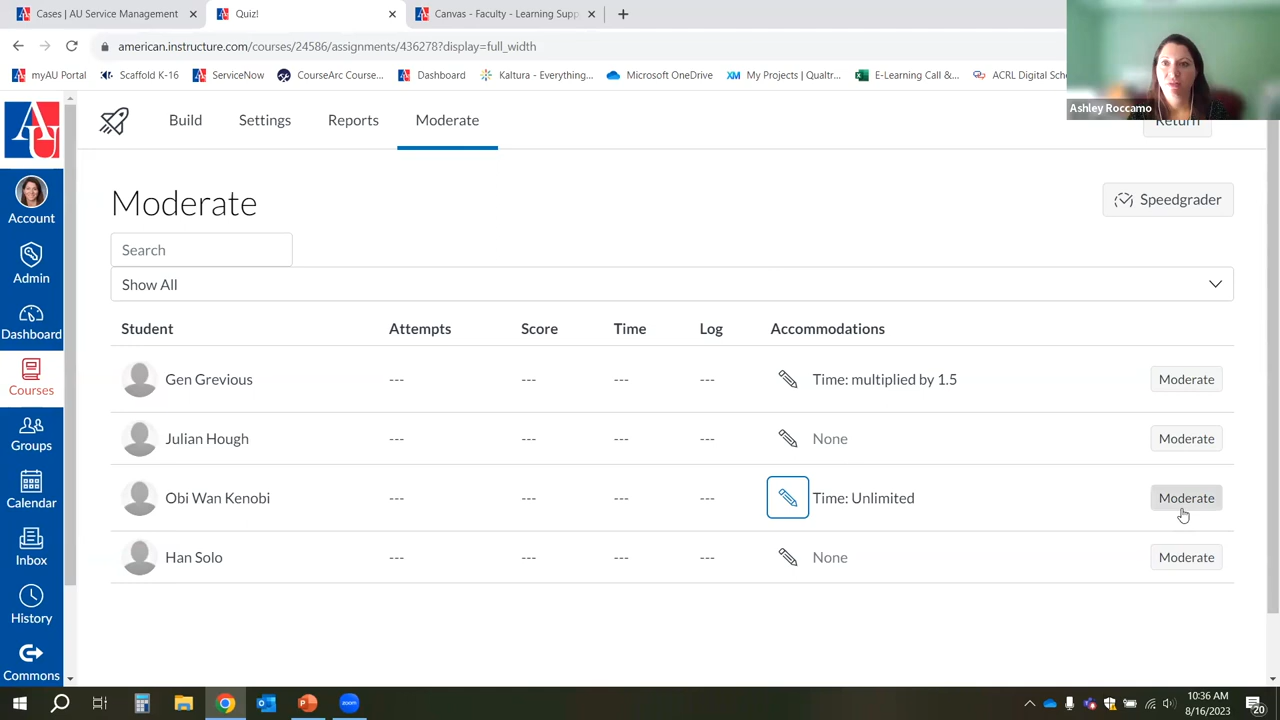 Cases | AU Service Management
Quiz!
Canvas - Faculty - Learning Supp
american.instructure.com/courses/24586/assignments/436278?display=full_width
myAU Portal
Scaffold K-16
ServiceNow
CourseArc Course...
Dashboard
Kaltura - Everything...
Microsoft OneDrive
My Projects | Qualtr...
E-Learning Call &...
ACRL Digital Sch
Ashley Roccamo
AU
Build
Settings
Reports
Moderate
Return
Moderate
Speedgrader
Search
Show All
Student
Attempts
Score
Time
Log
Accommodations
Gen Grevious
---
---
---
---
Time: multiplied by 1.5
Moderate
Julian Hough
---
---
---
---
None
Moderate
Obi Wan Kenobi
---
---
---
---
Time: Unlimited
Moderate
Han Solo
---
---
---
---
None
Moderate
Account
Admin
Dashboard
Courses
Groups
Calendar
Inbox
History
Commons
10:36 AM
8/16/2023
20